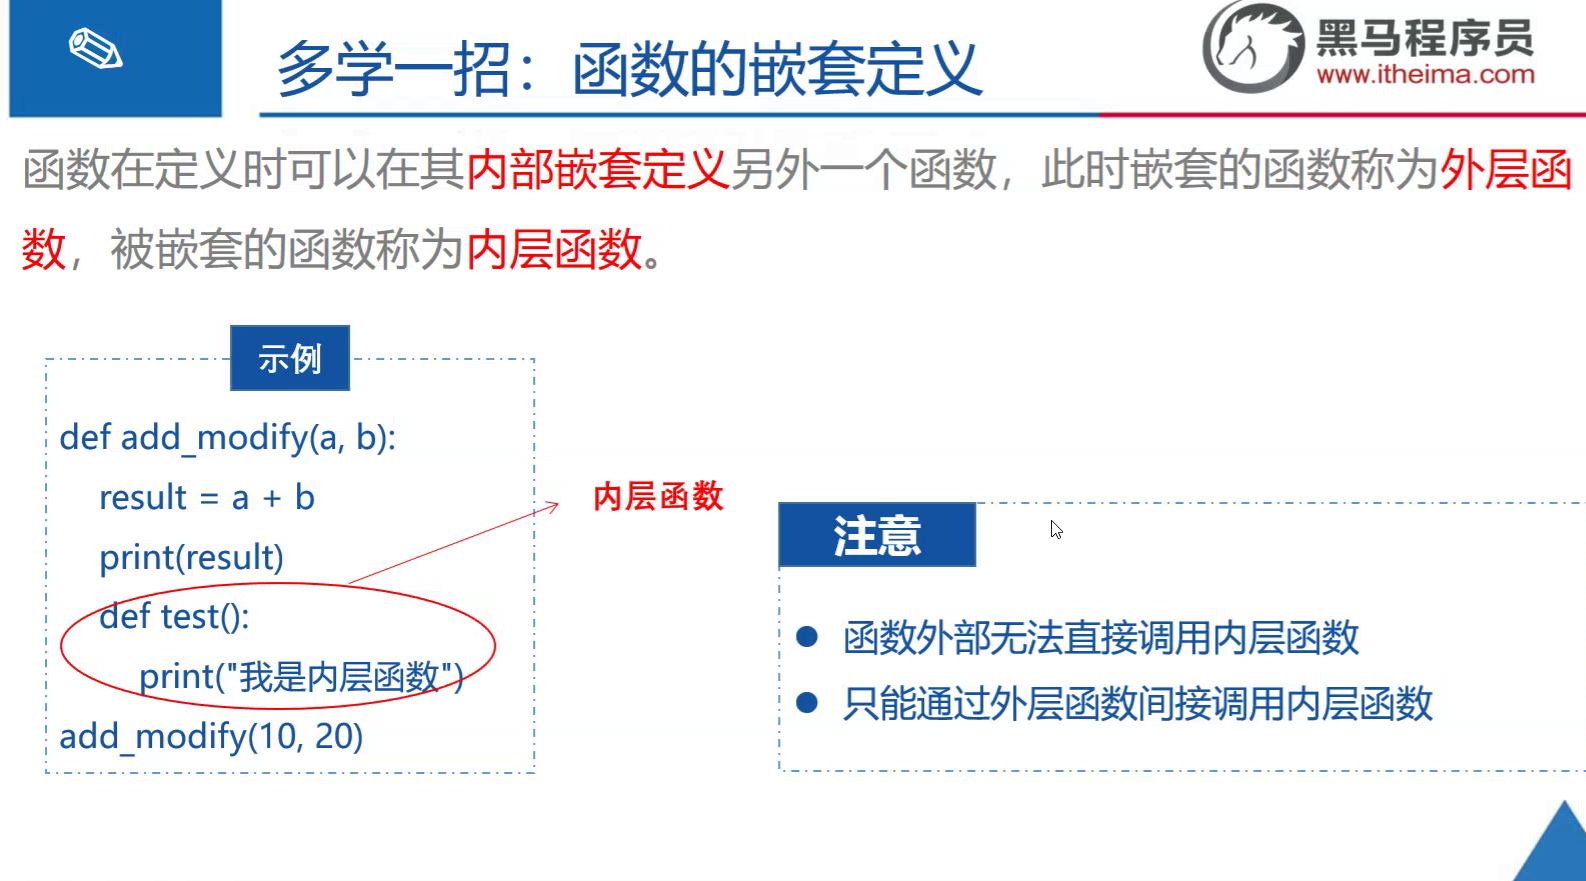 多学一招：函数的嵌套定义
黑马程序员
www.itheima.com
函数在定义时可以在其内部嵌套定义另外一个函数，此时嵌套的函数称为外层函
数，被嵌套的函数称为内层函数。
示例
def add_modify(a, b):
result = a + b
print(result)
def test():
print("我是内层函数")
add_modify(10, 20)
内层函数
注意
函数外部无法直接调用内层函数
只能通过外层函数间接调用内层函数